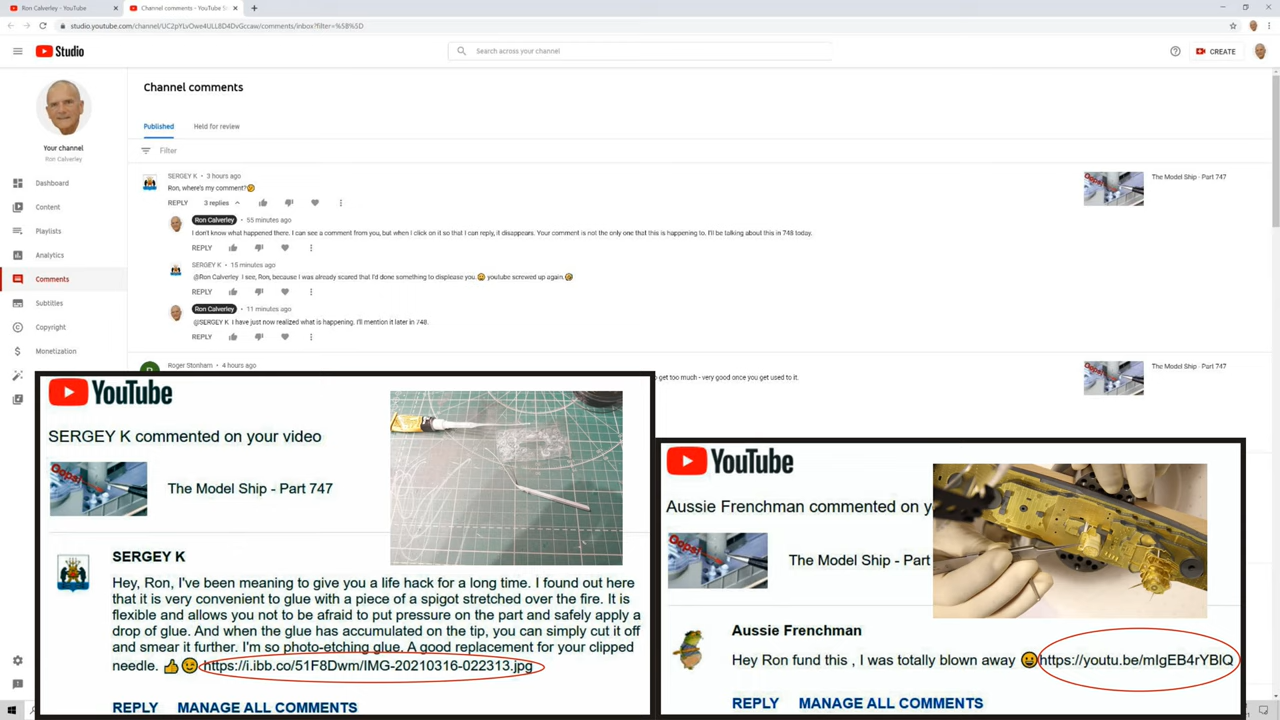 Ron Calverley - YouTube
Channel comments - YouTube S
studio.youtube.com/channel/UC2pYLvOwe4ULL8D4DvGccaw/comments/inbox?filter=%5B%5D
Studio
Search across your channel
CREATE
Your channel
Ron Calverley
Dashboard
Content
Playlists
Analytics
Comments
Subtitles
Copyright
Monetization
Channel comments
Published
Held for review
Filter
SERGEY K • 3 hours ago
Ron, where's my comment?
REPLY 3 replies
The Model Ship - Part 747
Ron Calverley • 55 minutes ago
I don't know what happened there. I can see a comment from you, but when I click on it so that I can reply, it disappears. Your comment is not the only one that this is happening to. I'll be talking about this in 748 today.
REPLY
SERGEY K • 15 minutes ago
@Ron Calverley I see, Ron, because I was already scared that I'd done something to displease you. youtube screwed up again.
REPLY
Ron Calverley • 11 minutes ago
@SERGEY K I have just now realized what is happening. I'll mention it later in 748.
REPLY
Roger Stonham • 4 hours ago
get too much - very good once you get used to it.
The Model Ship - Part 747
YouTube
SERGEY K commented on your video
Oops!
The Model Ship - Part 747
SERGEY K
Hey, Ron, I've been meaning to give you a life hack for a long time. I found out here
that it is very convenient to glue with a piece of a spigot stretched over the fire. It is
flexible and allows you not to be afraid to put pressure on the part and safely apply a
drop of glue. And when the glue has accumulated on the tip, you can simply cut it off
and smear it further. I'm so photo-etching glue. A good replacement for your clipped
needle. https://i.ibb.co/51F8Dwm/IMG-20210316-022313.jpg
REPLY MANAGE ALL COMMENTS
YouTube
Aussie Frenchman commented on y
Oops!
The Model Ship - Part
Aussie Frenchman
Hey Ron fund this , I was totally blown away https://youtu.be/mIgEB4rYBlQ
REPLY MANAGE ALL COMMENTS